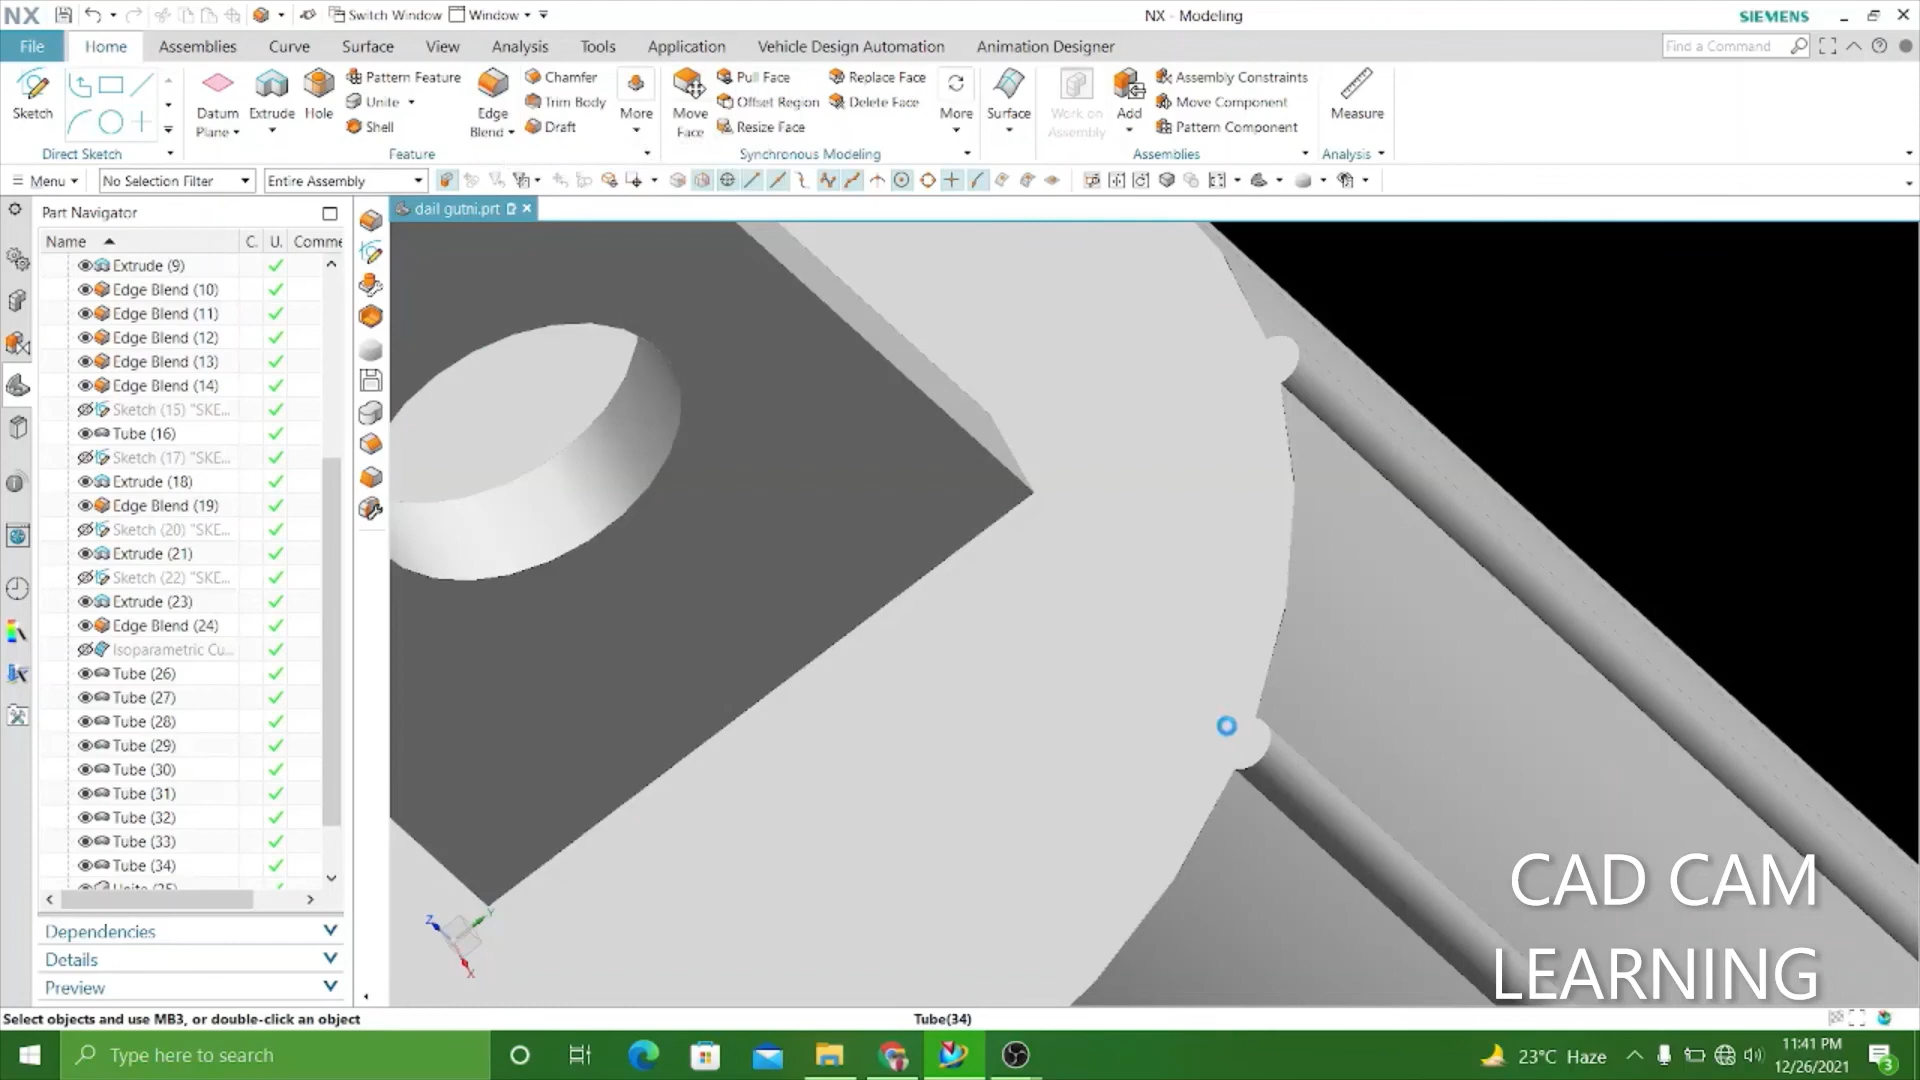 NX
Switch Window
Window
NX - Modeling
SIEMENS
File
Home
Assemblies
Curve
Surface
View
Analysis
Tools
Application
Vehicle Design Automation
Animation Designer
Find a Command
Sketch
Direct Sketch
Datum
Plane
Extrude
Hole
Pattern Feature
Unite
Shell
Edge
Blend
Chamfer
Trim Body
Draft
More
Feature
Move
Face
Pull Face
Offset Region
Resize Face
Replace Face
Delete Face
More
Synchronous Modeling
Surface
Work on
Assembly
Add
Assembly Constraints
Move Component
Pattern Component
Assemblies
Measure
Analysis
Menu
No Selection Filter
Entire Assembly
Part Navigator
dail gutni.prt
Name
C.
U.
Comme
Extrude (9)
Edge Blend (10)
Edge Blend (11)
Edge Blend (12)
Edge Blend (13)
Edge Blend (14)
Sketch (15) "SKE...
Tube (16)
Sketch (17) "SKE...
Extrude (18)
Edge Blend (19)
Sketch (20) "SKE...
Extrude (21)
Sketch (22) "SKE...
Extrude (23)
Edge Blend (24)
Isoparametric Cu...
Tube (26)
Tube (27)
Tube (28)
Tube (29)
Tube (30)
Tube (31)
Tube (32)
Tube (33)
Tube (34)
Unite (35)
Dependencies
Details
Preview
Z
Y
X
CAD CAM
LEARNING
Select objects and use MB3, or double-click an object
Tube(34)
Type here to search
23°C Haze
11:41 PM
12/26/2021
3